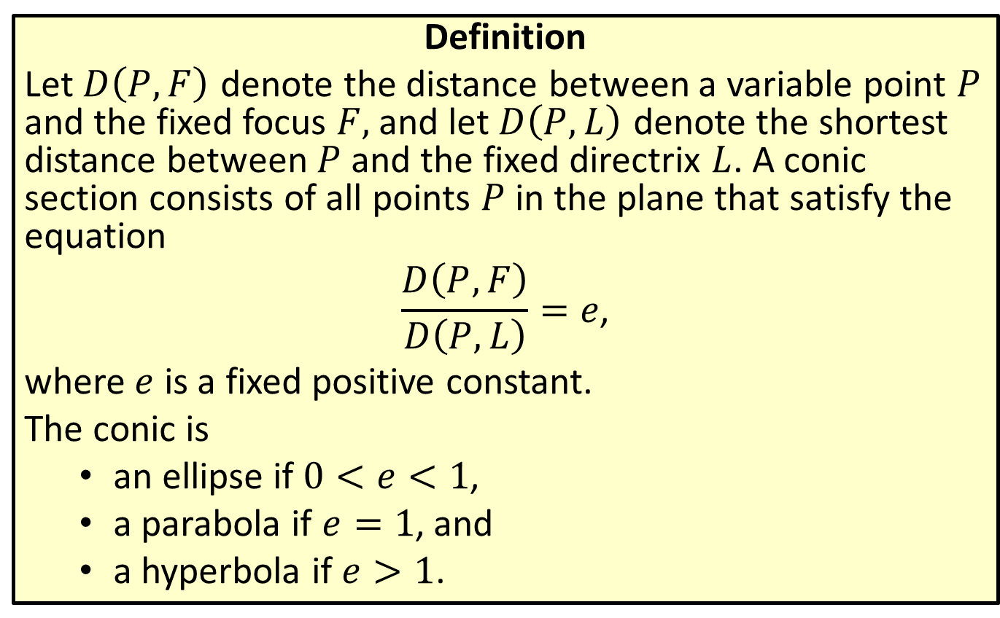 Definition
Let D(P, F) denote the distance between a variable point P
and the fixed focus F, and let D(P, L) denote the shortest
distance between P and the fixed directrix L. A conic
section consists of all points P in the plane that satisfy the
equation
D(P, F)
D(P, L)
= e,
where e is a fixed positive constant.
The conic is
• an ellipse if 0 < e < 1,
• a parabola if e = 1, and
• a hyperbola if e > 1.